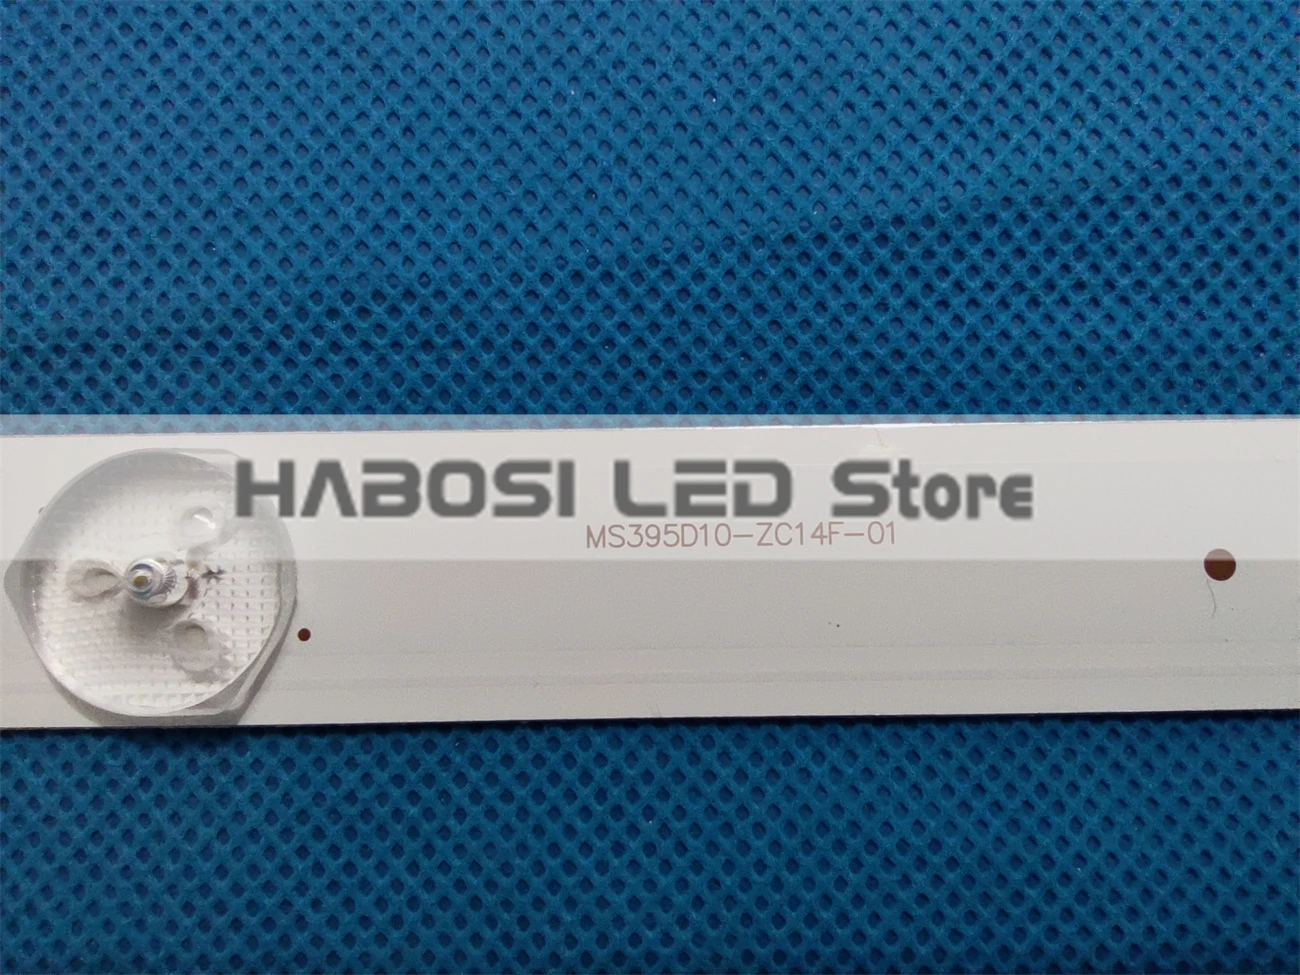 HABOSI LED Store
MS395D10-ZC14F-01